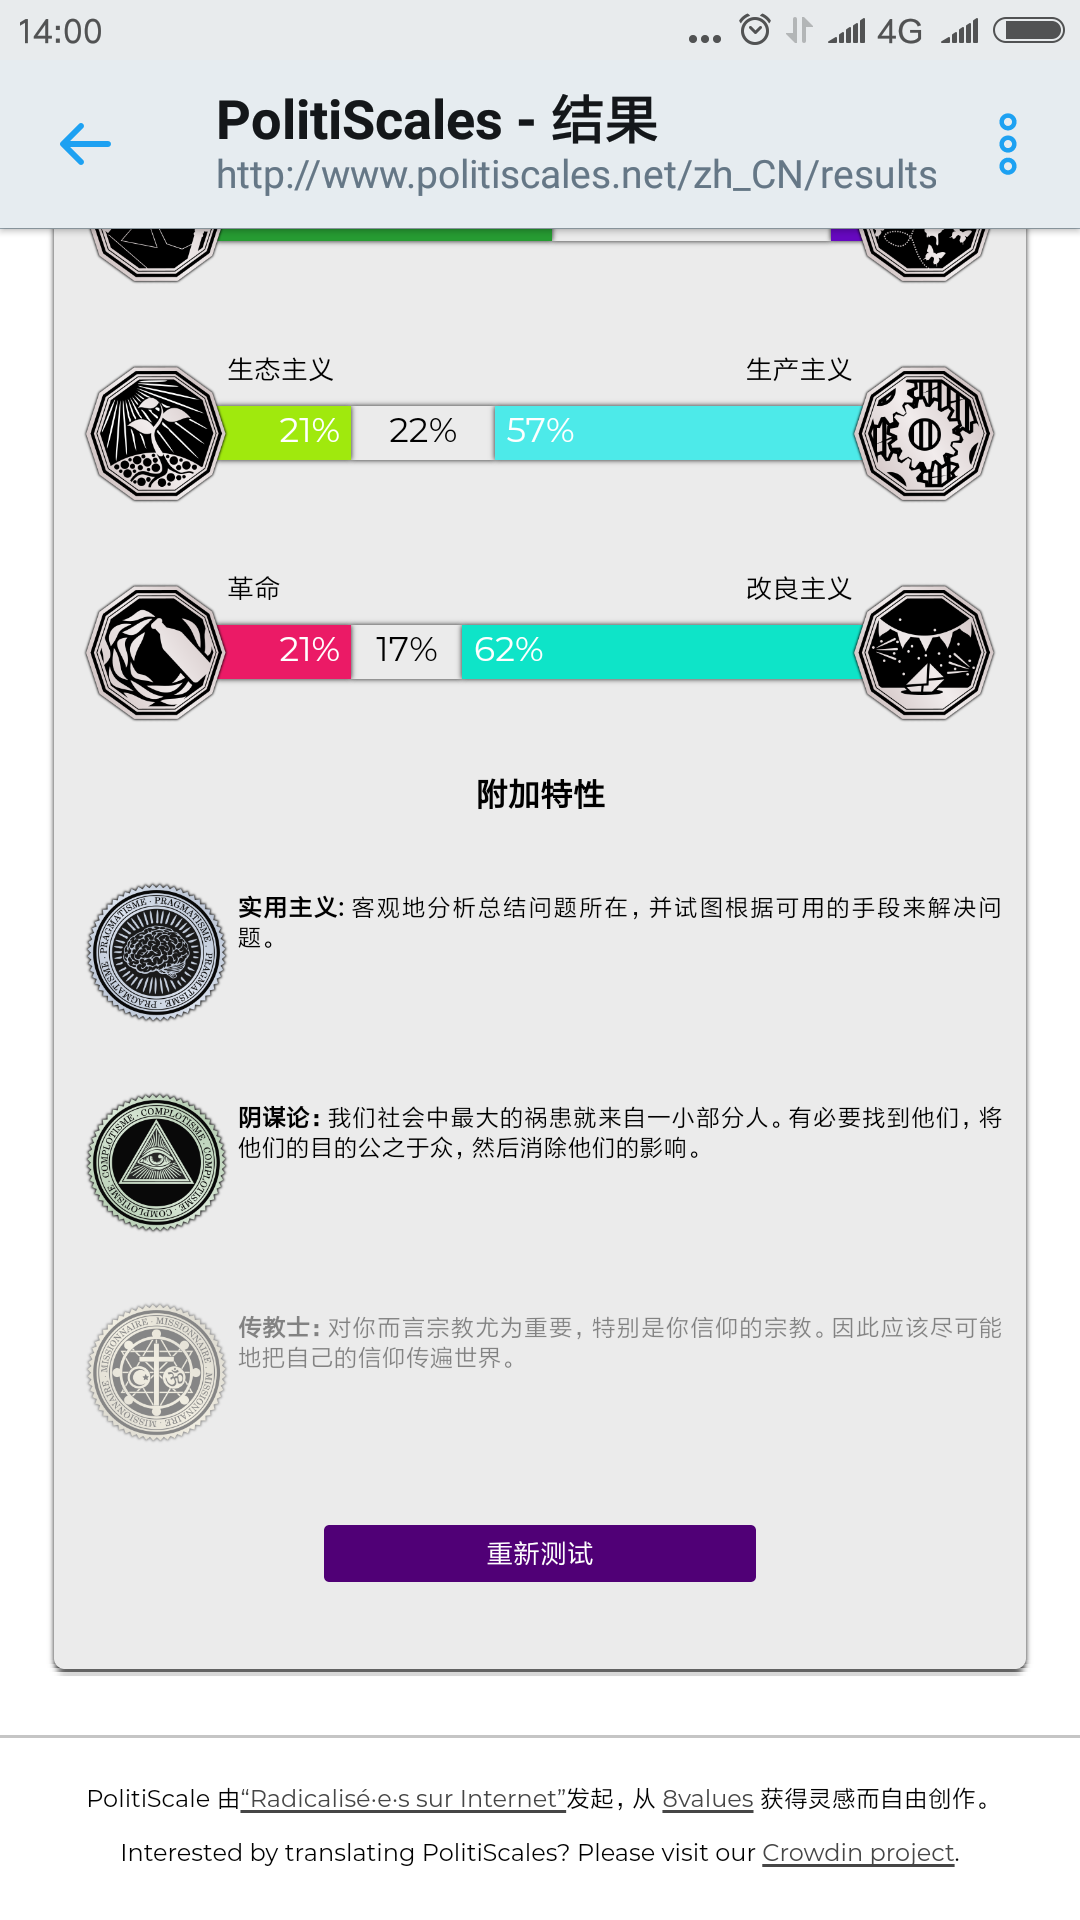 14:00
4G
PolitiScales - 结果
http://www.politiscales.net/zh_CN/results
生态主义 生产主义
21% 22% 57%
革命 改良主义
21% 17% 62%
附加特性
PRAGMATISME · PRAGMATISME · PRAGMATISME · PRAGMATISME
实用主义: 客观地分析总结问题所在，并试图根据可用的手段来解决问
题。
COMPLOTISME · COMPLOTISME · COMPLOTISME · COMPLOTISME
阴谋论: 我们社会中最大的祸患就来自一小部分人。有必要找到他们，将
他们的目的公之于众，然后消除他们的影响。
MISSIONNAIRE · MISSIONNAIRE · MISSIONNAIRE · MISSIONNAIRE
传教士: 对你而言宗教尤为重要，特别是你信仰的宗教。因此应该尽可能
地把自己的信仰传遍世界。
重新测试
PolitiScale 由“Radicalisé·e·s sur Internet”发起，从 8values 获得灵感而自由创作。
Interested by translating PolitiScales? Please visit our Crowdin project.